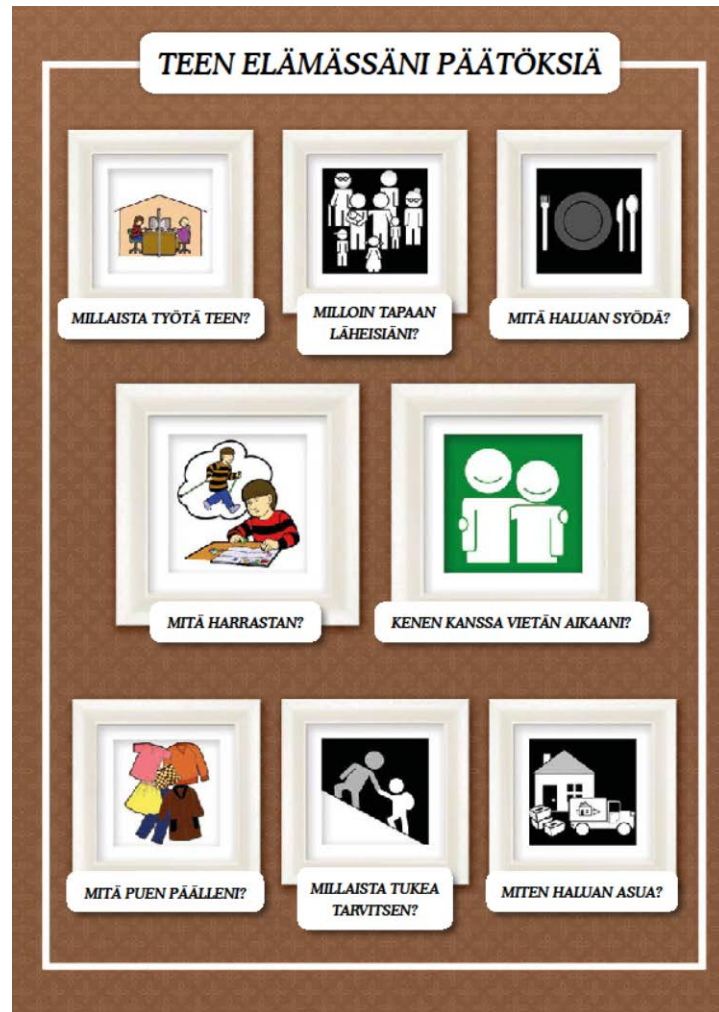 TEEN ELÄMÄSSÄNI PÄÄTÖKSIÄ
MILLAISTA TYÖTÄ TEEN?
MILLOIN TAPAAN
LÄHEISIÄNI?
MITÄ HALUAN SYÖDÄ?
MITÄ HARRASTAN?
KENEN KANSSA VIETÄN AIKAANI?
MITÄ PUEN PÄÄLLENI?
MILLAISTA TUKEA
TARVITSEN?
MITEN HALUAN ASUA?